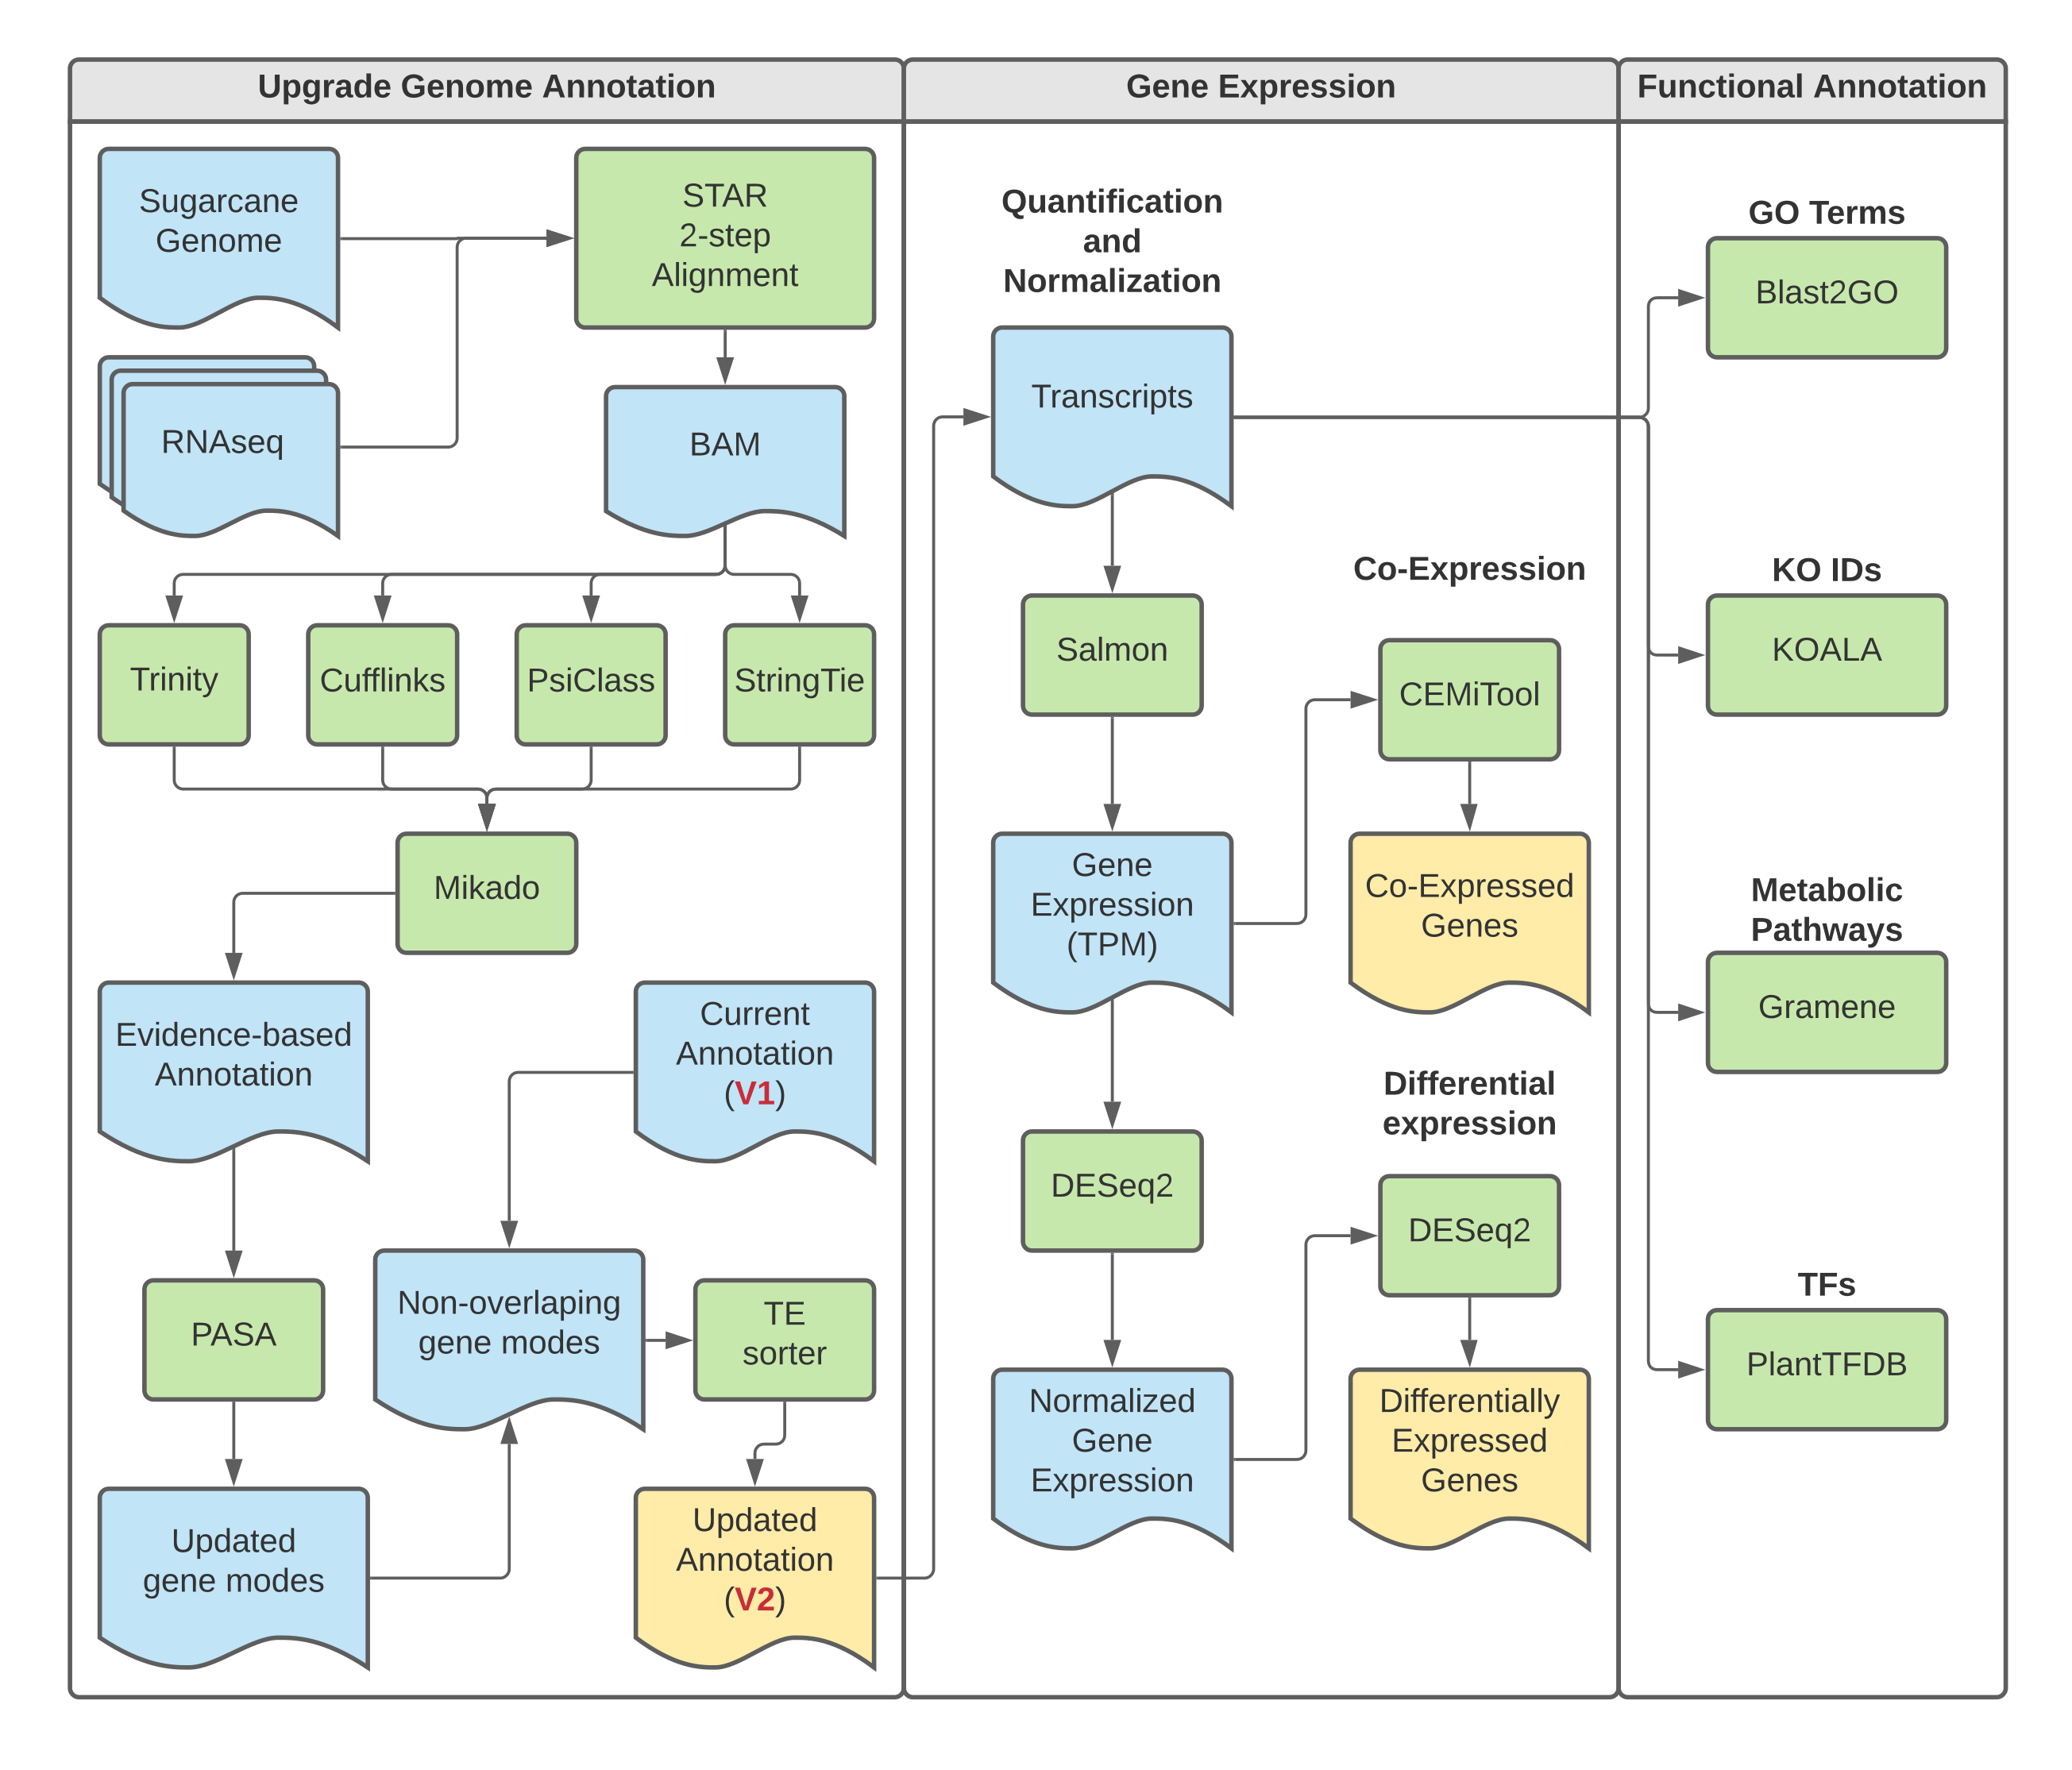 Upgrade Genome Annotation
Sugarcane
Genome
STAR
2-step
Alignment
RNAseq
BAM
Trinity
Cufflinks
PsiClass
StringTie
Mikado
Evidence-based
Annotation
Current
Annotation
(V1)
PASA
Non-overlaping
gene modes
TE
sorter
Updated
gene modes
Updated
Annotation
(V2)
Gene Expression
Quantification
and
Normalization
Transcripts
Salmon
Co-Expression
CEMiTool
Gene
Expression
(TPM)
Co-Expressed
Genes
DESeq2
Differential
expression
DESeq2
Normalized
Gene
Expression
Differentially
Expressed
Genes
Functional Annotation
GO Terms
Blast2GO
KO IDs
KOALA
Metabolic
Pathways
Gramene
TFs
PlantTFDB